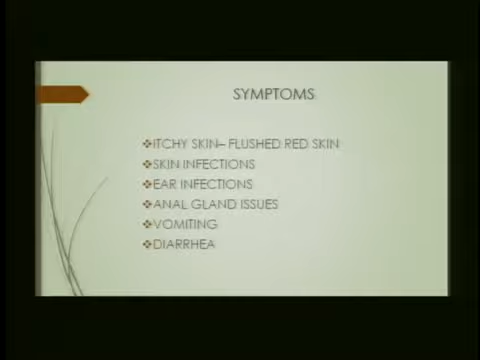 SYMPTOMS
❖ITCHY SKIN– FLUSHED RED SKIN
❖SKIN INFECTIONS
❖EAR INFECTIONS
❖ANAL GLAND ISSUES
❖VOMITING
❖DIARRHEA